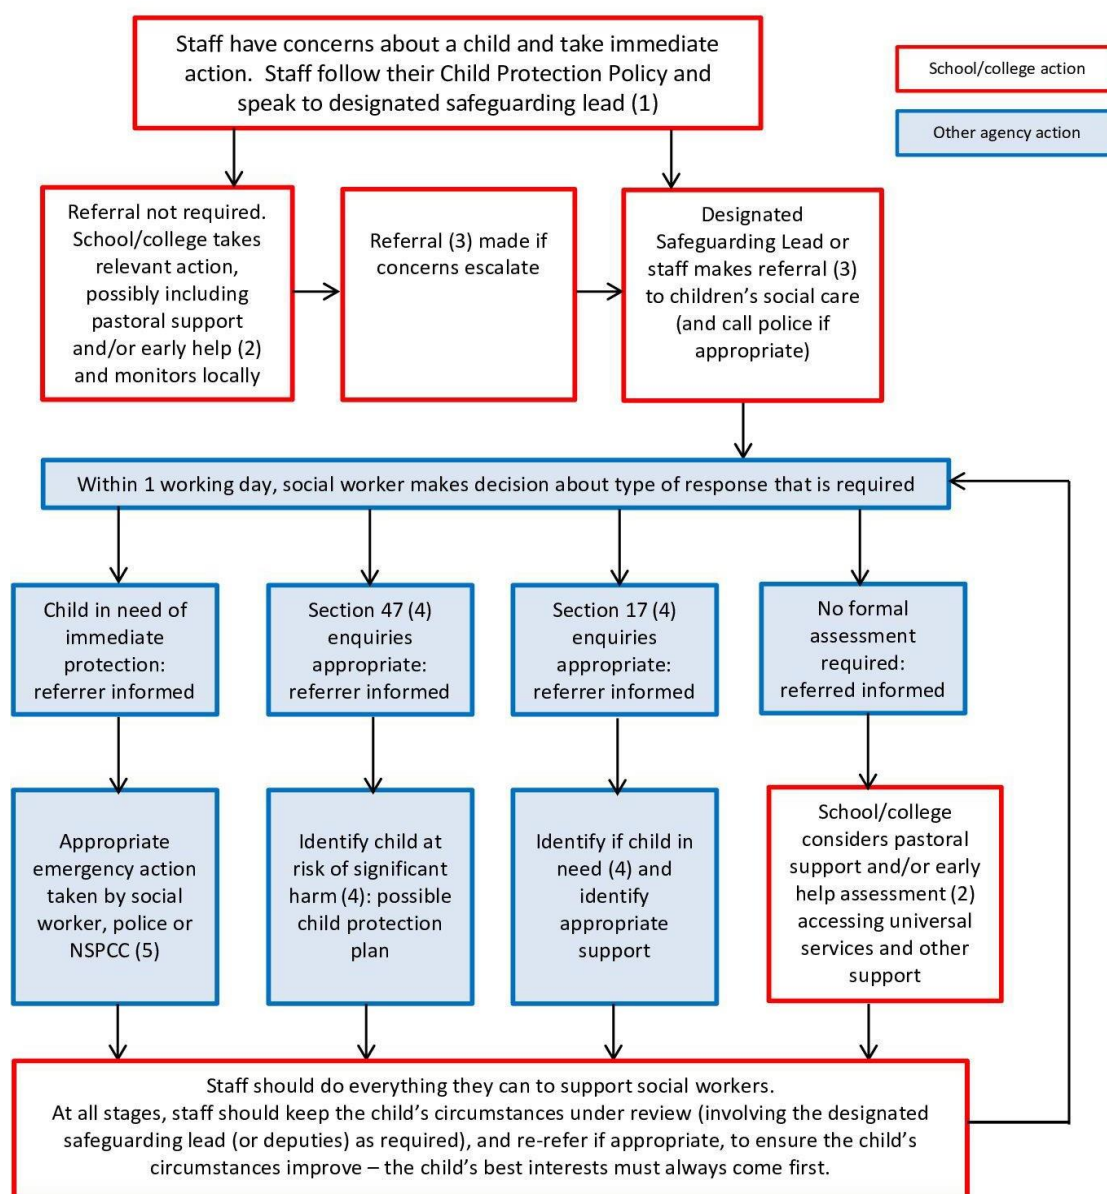 Staff have concerns about a child and take immediate
action. Staff follow their Child Protection Policy and
speak to designated safeguarding lead (1)
School/college action
Other agency action
Referral not required.
School/college takes
relevant action,
possibly including
pastoral support
and/or early help (2)
and monitors locally
Referral (3) made if
concerns escalate
Designated
Safeguarding Lead or
staff makes referral (3)
to children’s social care
(and call police if
appropriate)
Within 1 working day, social worker makes decision about type of response that is required
Child in need of
immediate
protection:
referrer informed
Section 47 (4)
enquiries
appropriate:
referrer informed
Section 17 (4)
enquiries
appropriate:
referrer informed
No formal
assessment
required:
referred informed
Appropriate
emergency action
taken by social
worker, police or
NSPCC (5)
Identify child at
risk of significant
harm (4): possible
child protection
plan
Identify if child in
need (4) and
identify
appropriate
support
School/college
considers pastoral
support and/or early
help assessment (2)
accessing universal
services and other
support
Staff should do everything they can to support social workers.
At all stages, staff should keep the child’s circumstances under review (involving the designated
safeguarding lead (or deputies) as required), and re-refer if appropriate, to ensure the child’s
circumstances improve – the child’s best interests must always come first.